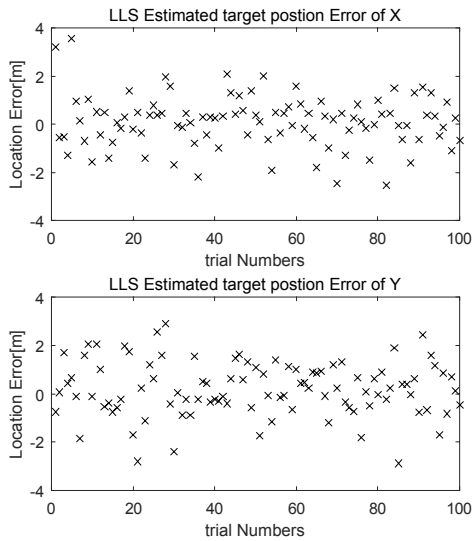 LLS Estimated target postion Error of X
Location Error[m]
4
2
0
-2
-4
0 20 40 60 80 100
trial Numbers
LLS Estimated target postion Error of Y
Location Error[m]
4
2
0
-2
-4
0 20 40 60 80 100
trial Numbers